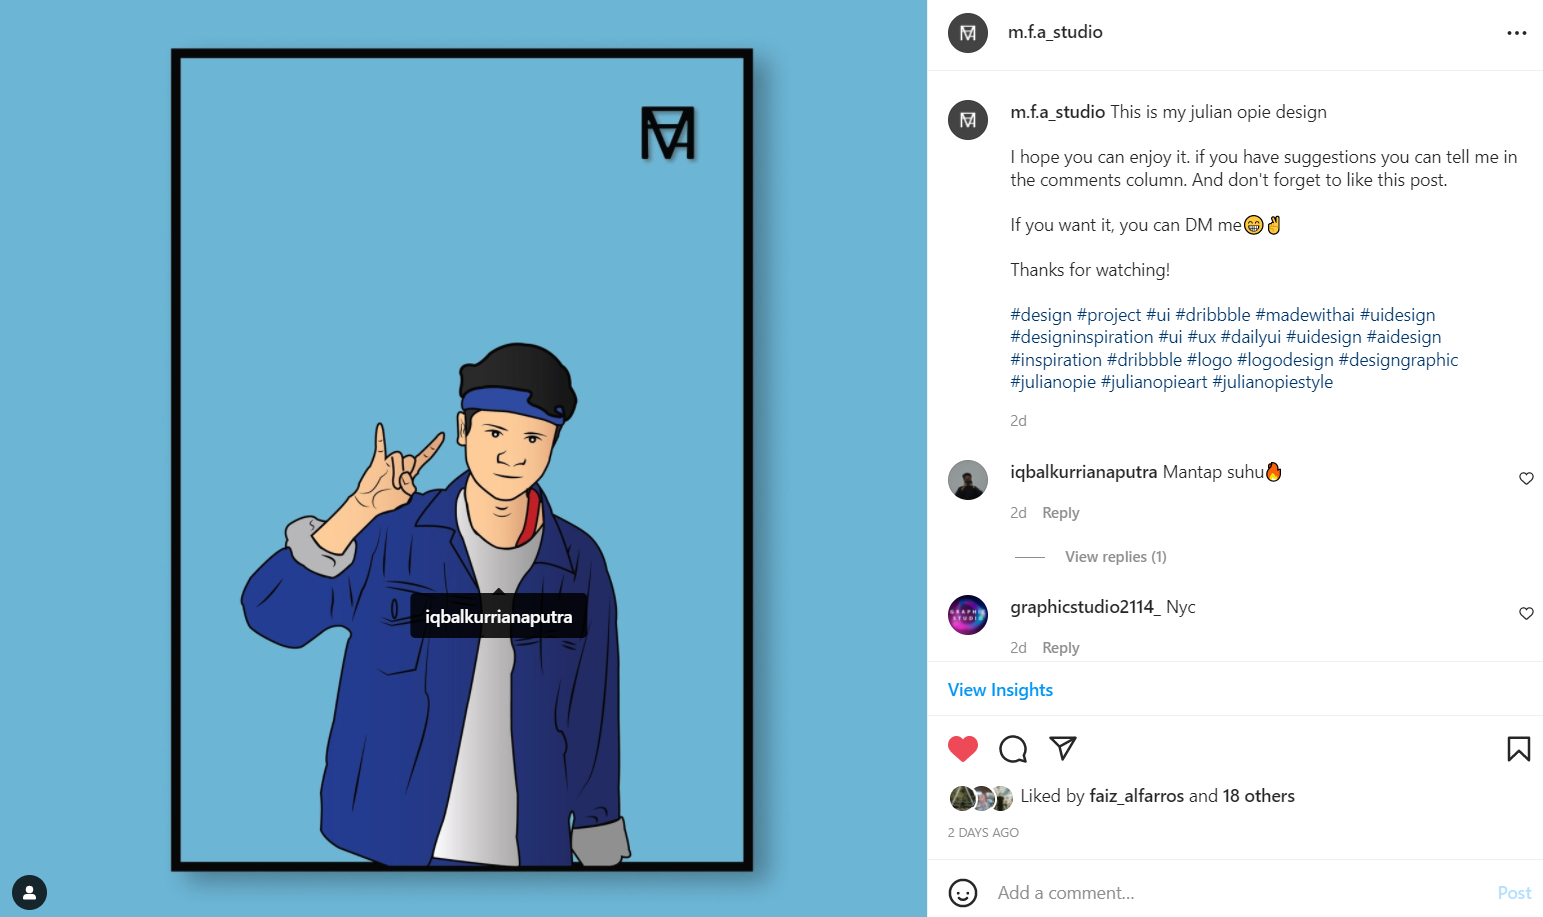 iqbalkurrianaputra
m.f.a_studio
m.f.a_studio This is my julian opie design
I hope you can enjoy it. if you have suggestions you can tell me in
the comments column. And don't forget to like this post.
If you want it, you can DM me😁✌
Thanks for watching!
#design #project #ui #dribbble #madewithai #uidesign
#designinspiration #ui #ux #dailyui #uidesign #aidesign
#inspiration #dribbble #logo #logodesign #designgraphic
#julianopie #julianopieart #julianopiestyle
2d
iqbalkurrianaputra Mantap suhu🔥
2d Reply
View replies (1)
GRAPHIC
STUDIO
graphicstudio2114_ Nyc
2d Reply
View Insights
Liked by faiz_alfarros and 18 others
2 DAYS AGO
Add a comment...
Post